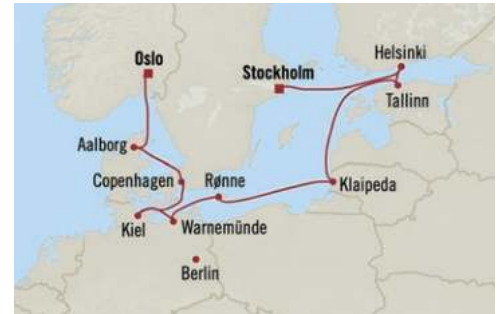 Oslo
Helsinki
Stockholm
Tallinn
Aalborg
Copenhagen
Rønne
Klaipeda
Kiel
Warnemünde
Berlin